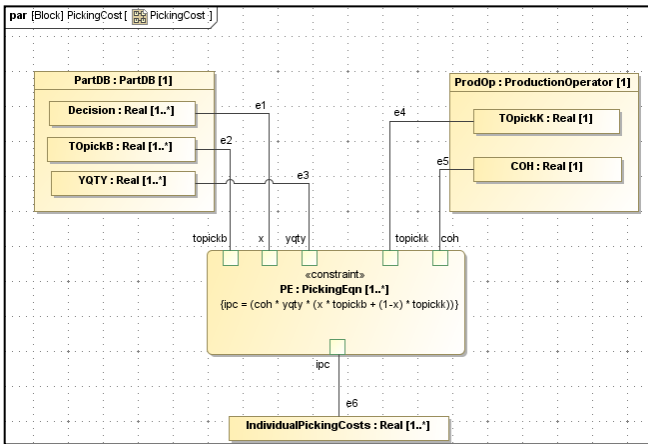 par [Block] PickingCost [ PickingCost ]
PartDB : PartDB [1]
Decision : Real [1..*]
TOpickB : Real [1..*]
YQTY : Real [1..*]
e1
e2
e3
ProdOp : ProductionOperator [1]
TOpickK : Real [1]
COH : Real [1]
e4
e5
topickb x yqty topickk coh
«constraint»
PE : PickingEqn [1..*]
{ipc = (coh * yqty * (x * topickb + (1-x) * topickk))}
ipc
e6
IndividualPickingCosts : Real [1..*]